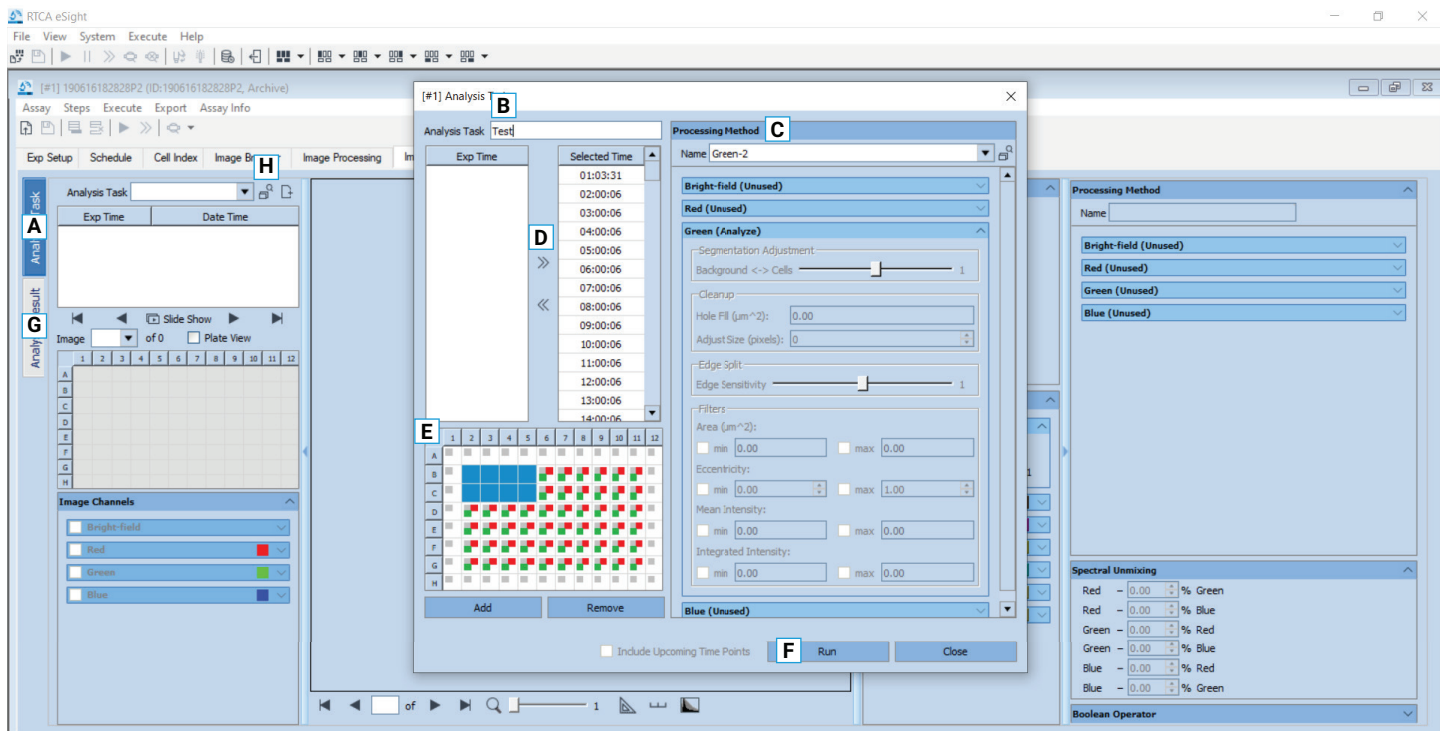 RTCA eSight
File View System Execute Help
[#1] 190616182828P2 (ID:190616182828P2, Archive)
Assay Steps Execute Export Assay Info
Exp Setup Schedule Cell Index Image Image Processing
H
Analysis Task
Exp Time Date Time
A
Analysis Result
G
Slide Show
Image of 0 Plate View
1 2 3 4 5 6 7 8 9 10 11 12
A
B
C
D
E
F
G
H
Image Channels
Bright-field
Red
Green
Blue
[#1] Analysis
B
Analysis Task Test
Exp Time Selected Time
01:03:31
02:00:06
03:00:06
04:00:06
D
05:00:06
06:00:06
07:00:06
08:00:06
09:00:06
10:00:06
11:00:06
12:00:06
13:00:06
14:00:06
E
1 2 3 4 5 6 7 8 9 10 11 12
A
B
C
D
E
F
G
H
Add Remove
Processing Method C
Name Green-2
Bright-field (Unused)
Red (Unused)
Green (Analyze)
Segmentation Adjustment
Background <-> Cells 1
Cleanup
Hole Fill (µm^2): 0.00
Adjust Size (pixels): 0
Edge Split
Edge Sensitivity 1
Filters
Area (µm^2):
min 0.00 max 0.00
Eccentricity:
min 0.00 max 1.00
Mean Intensity:
min 0.00 max 0.00
Integrated Intensity:
min 0.00 max 0.00
Blue (Unused)
Include Upcoming Time Points F Run Close
of 1
1
Processing Method
Name
Bright-field (Unused)
Red (Unused)
Green (Unused)
Blue (Unused)
Spectral Unmixing
Red – 0.00 % Green
Red – 0.00 % Blue
Green – 0.00 % Red
Green – 0.00 % Blue
Blue – 0.00 % Red
Blue – 0.00 % Green
Boolean Operator